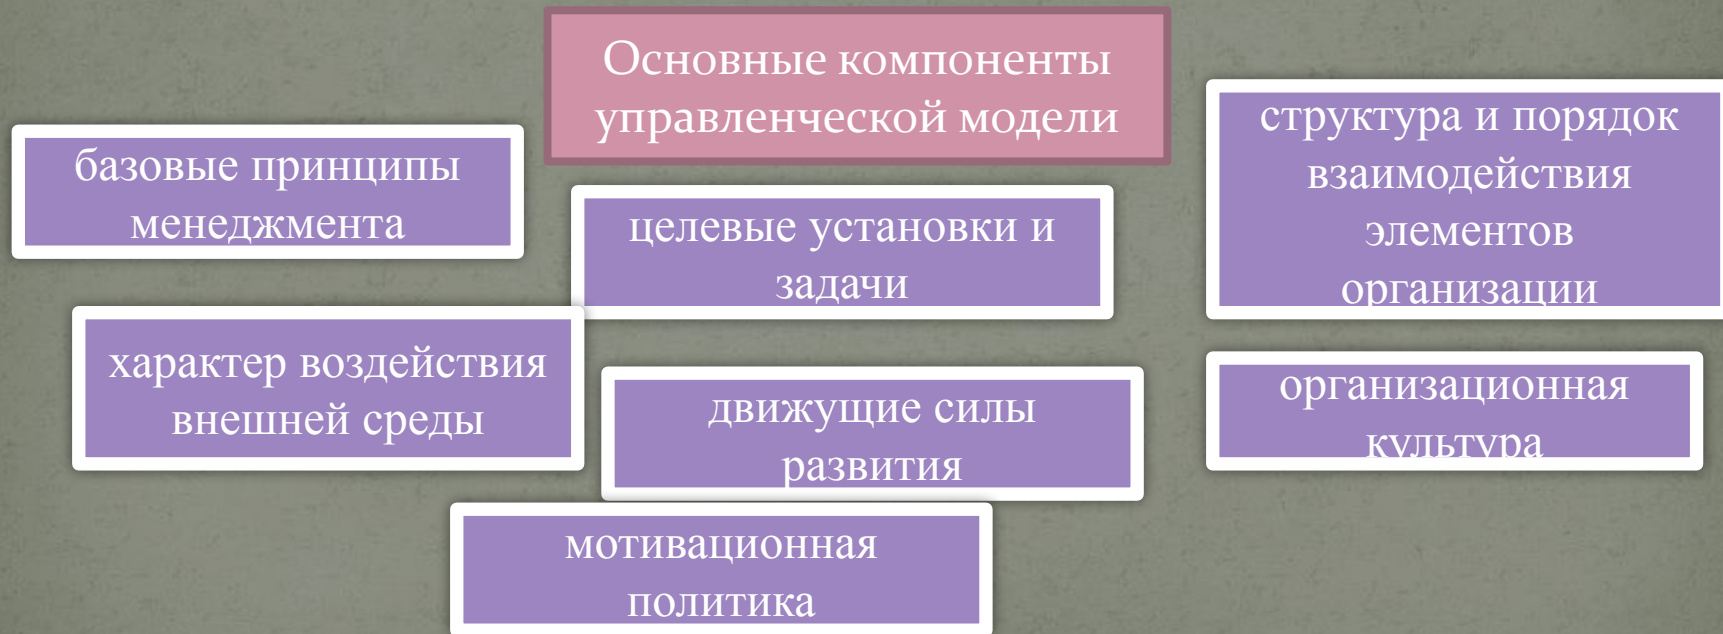 Основные компоненты
управленческой модели
базовые принципы
менеджмента
целевые установки и
задачи
структура и порядок
взаимодействия
элементов
организации
характер воздействия
внешней среды
движущие силы
развития
организационная
культура
мотивационная
политика